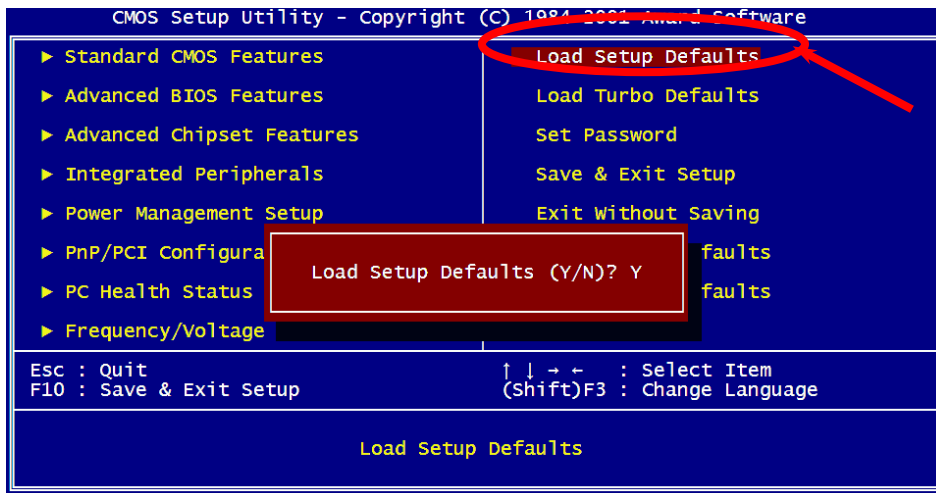 CMOS Setup Utility - Copyright (C) 1984-2001 Award Software
▶ Standard CMOS Features
▶ Advanced BIOS Features
▶ Advanced Chipset Features
▶ Integrated Peripherals
▶ Power Management Setup
▶ PnP/PCI Configura
▶ PC Health Status
▶ Frequency/Voltage
Load Setup Defaults
Load Turbo Defaults
Set Password
Save & Exit Setup
Exit Without Saving
faults
faults
Load Setup Defaults (Y/N)? Y
Esc : Quit
F10 : Save & Exit Setup
↑ ↓ → ← : Select Item
(Shift)F3 : Change Language
Load Setup Defaults